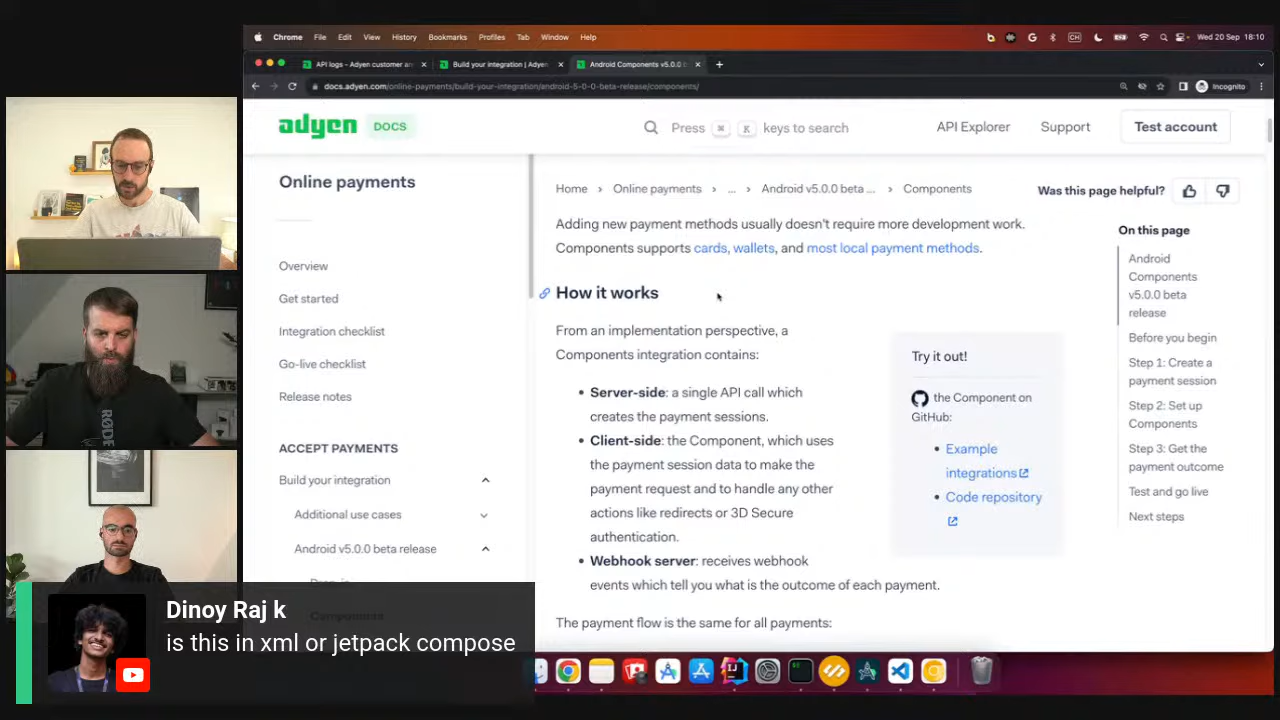 Chrome File Edit View History Bookmarks Profiles Tab Window Help
Wed 20 Sep 18:10
API logs - Adyen customer an
Build your integration | Adyen
Android Components v5.0.0 b
docs.adyen.com/online-payments/build-your-integration/android-5-0-0-beta-release/components/
Incognito
adyen DOCS
Press ⌘ K keys to search
API Explorer
Support
Test account
Online payments
Overview
Get started
Integration checklist
Go-live checklist
Release notes
ACCEPT PAYMENTS
Build your integration
Additional use cases
Android v5.0.0 beta release
Home › Online payments › ... › Android v5.0.0 beta ... › Components
Was this page helpful?
Adding new payment methods usually doesn't require more development work.
Components supports cards, wallets, and most local payment methods.
How it works
From an implementation perspective, a
Components integration contains:
• Server-side: a single API call which
creates the payment sessions.
• Client-side: the Component, which uses
the payment session data to make the
payment request and to handle any other
actions like redirects or 3D Secure
authentication.
• Webhook server: receives webhook
events which tell you what is the outcome of each payment.
The payment flow is the same for all payments:
Try it out!
the Component on
GitHub:
• Example
integrations
• Code repository
On this page
Android
Components
v5.0.0 beta
release
Before you begin
Step 1: Create a
payment session
Step 2: Set up
Components
Step 3: Get the
payment outcome
Test and go live
Next steps
RØDE
Dinoy Raj k
is this in xml or jetpack compose